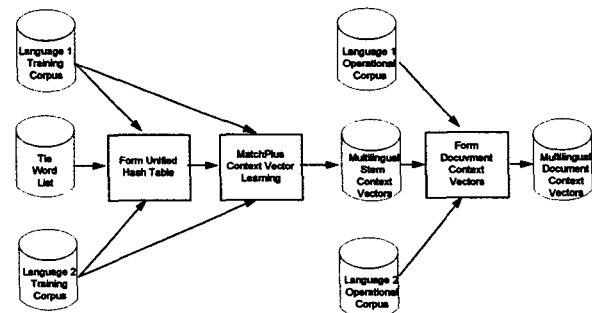 Language 1
Training
Corpus
Language 1
Operational
Corpus
Tie
Word
List
Form Unified
Hash Table
MatchPlus
Context Vector
Learning
Multilingual
Stem
Context
Vectors
Form
Docuvment
Context
Vectors
Multilingual
Document
Context
Vectors
Language 2
Training
Corpus
Language 2
Operational
Corpus